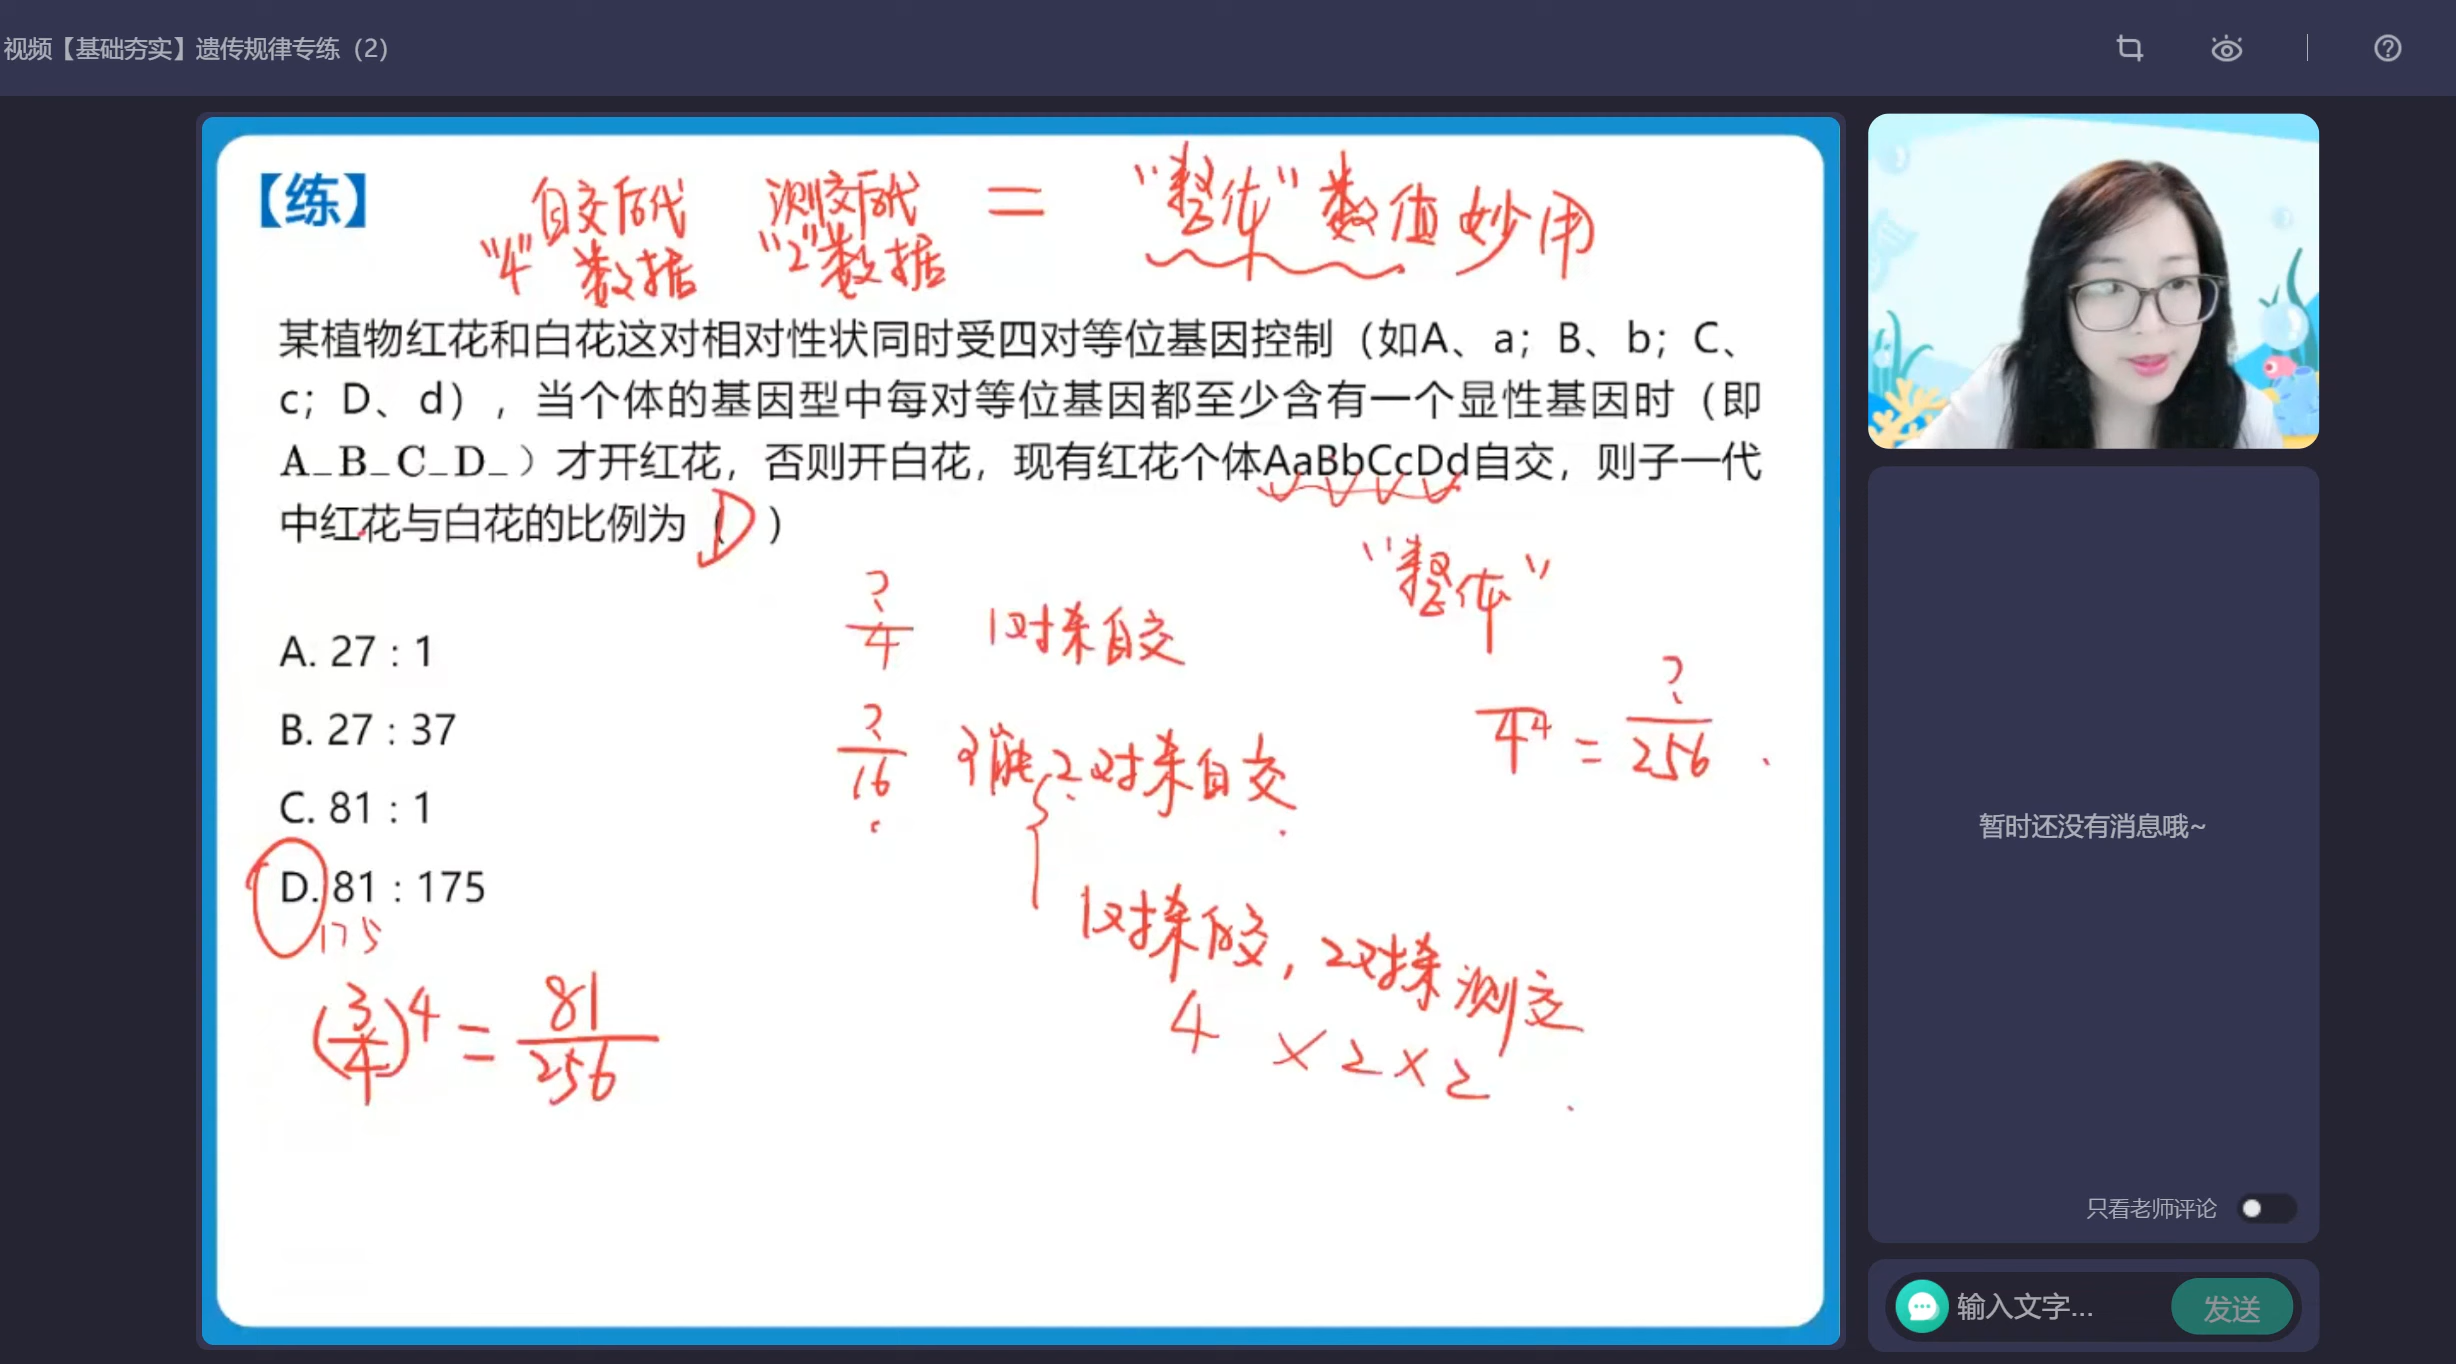 视频【基础夯实】遗传规律专练（2）
【练】
自交后代 测交后代 = “整体”数值妙用
“4”数据 “2”数据
某植物红花和白花这对相对性状同时受四对等位基因控制（如A、a；B、b；C、
c；D、d），当个体的基因型中每对等位基因都至少含有一个显性基因时（即
A_B_C_D_）才开红花，否则开白花，现有红花个体AaBbCcDd自交，则子一代
中红花与白花的比例为（D）
“整体”
A. 27 : 1
B. 27 : 37
C. 81 : 1
D. 81 : 175
175
(3/4)^4 = 81/256
?/4 1对杂自交
?/16 可能2对杂自交
1对杂自交，2对杂测交
4 × 2 × 2
/4^4 = ?/256
暂时还没有消息哦~
只看老师评论
输入文字...
发送